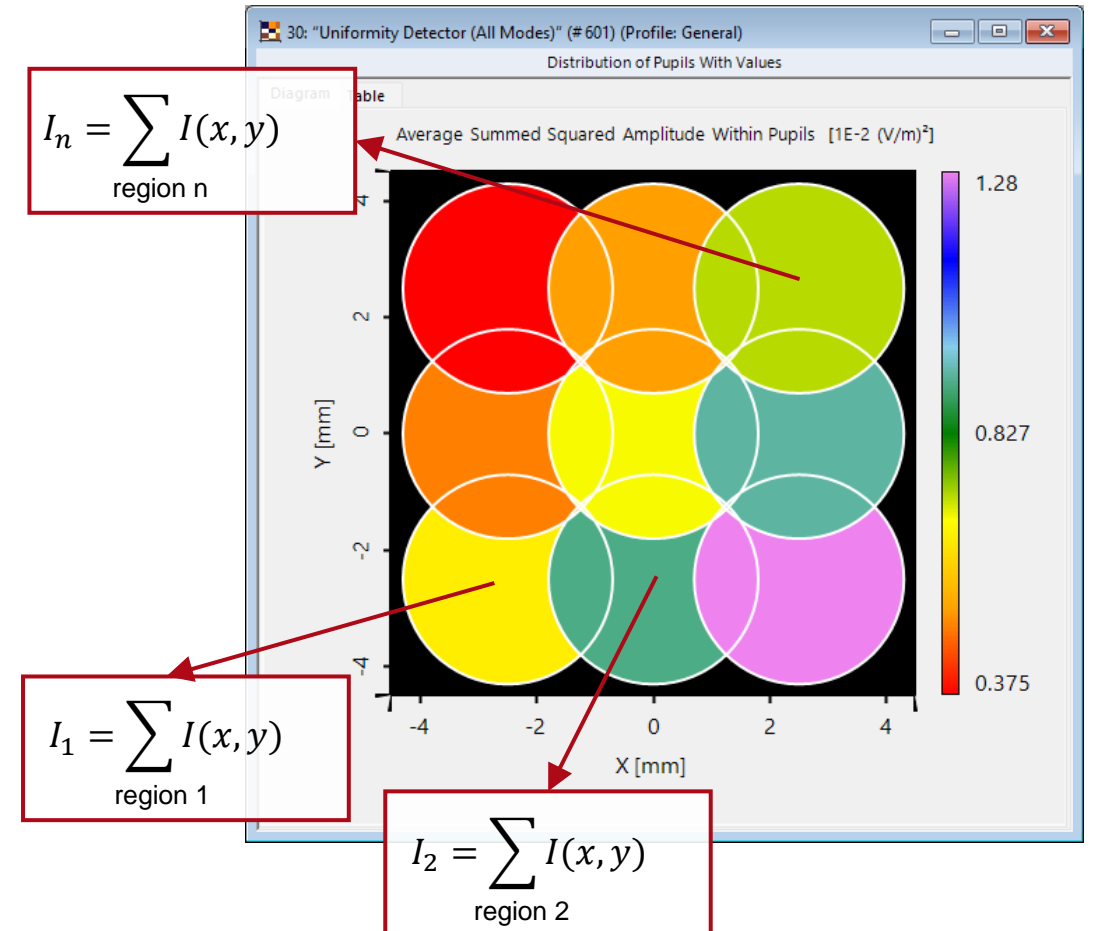 30: "Uniformity Detector (All Modes)" (# 601) (Profile: General)
Distribution of Pupils With Values
Diagram Table
Average Summed Squared Amplitude Within Pupils [1E-2 (V/m)²]
I_n = ∑ I(x, y)
region n
1.28
0.827
0.375
Y [mm]
4
2
0
-2
-4
-4 -2 0 2 4
X [mm]
I_1 = ∑ I(x, y)
region 1
I_2 = ∑ I(x, y)
region 2